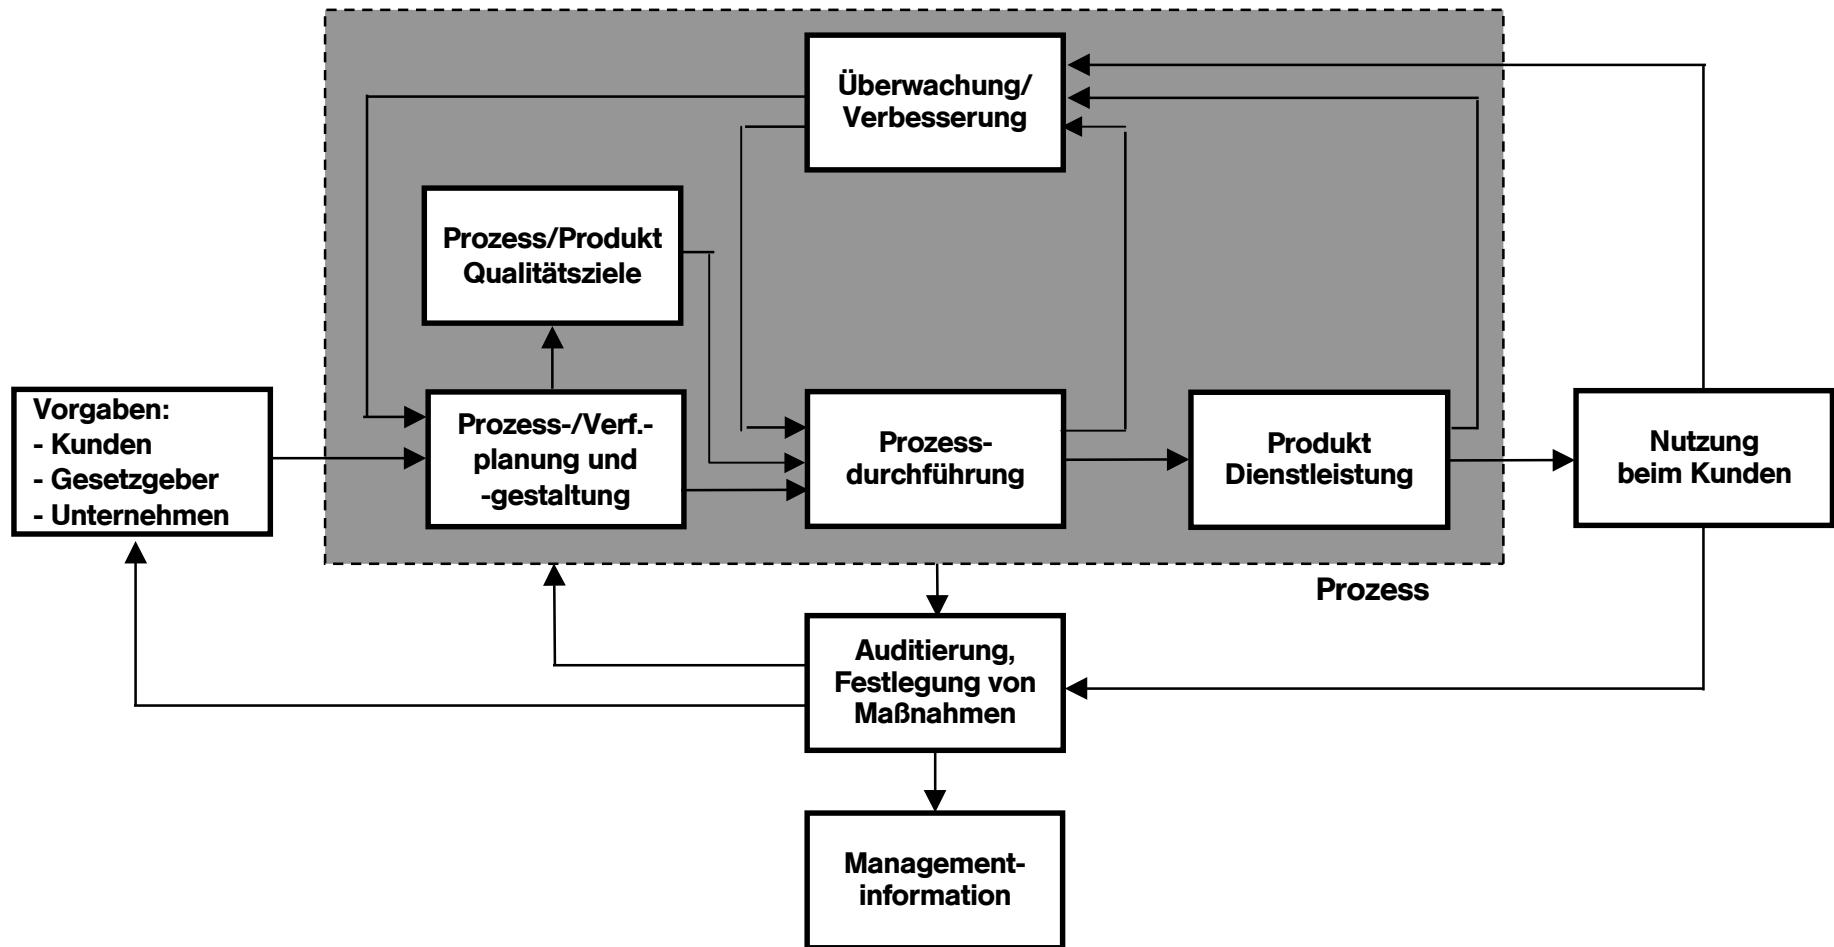 Überwachung/
Verbesserung
Prozess/Produkt
Qualitätsziele
Vorgaben:
- Kunden
- Gesetzgeber
- Unternehmen
Prozess-/Verf.-
planung und
-gestaltung
Prozess-
durchführung
Produkt
Dienstleistung
Nutzung
beim Kunden
Prozess
Auditierung,
Festlegung von
Maßnahmen
Management-
information